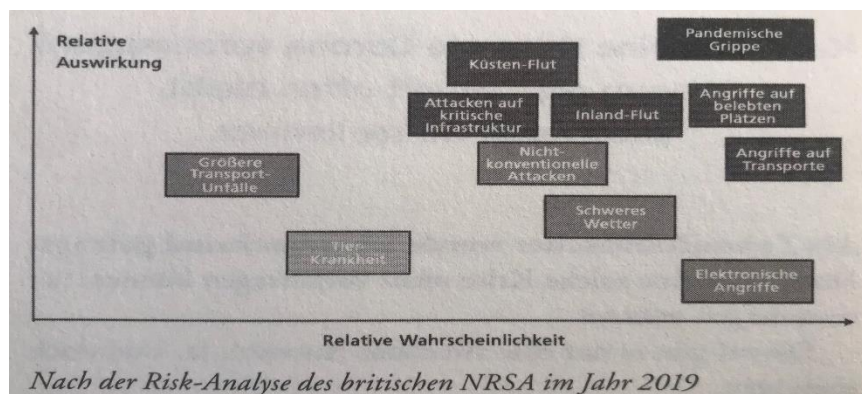 Relative
Auswirkung
Pandemische
Grippe
Küsten-Flut
Attacken auf
kritische
Infrastruktur
Inland-Flut
Angriffe auf
belebten
Plätzen
Größere
Transport-
Unfälle
Nicht-
konventionelle
Attacken
Angriffe auf
Transporte
Schweres
Wetter
Tier
Krankheit
Elektronische
Angriffe
Relative Wahrscheinlichkeit
Nach der Risk-Analyse des britischen NRSA im Jahr 2019